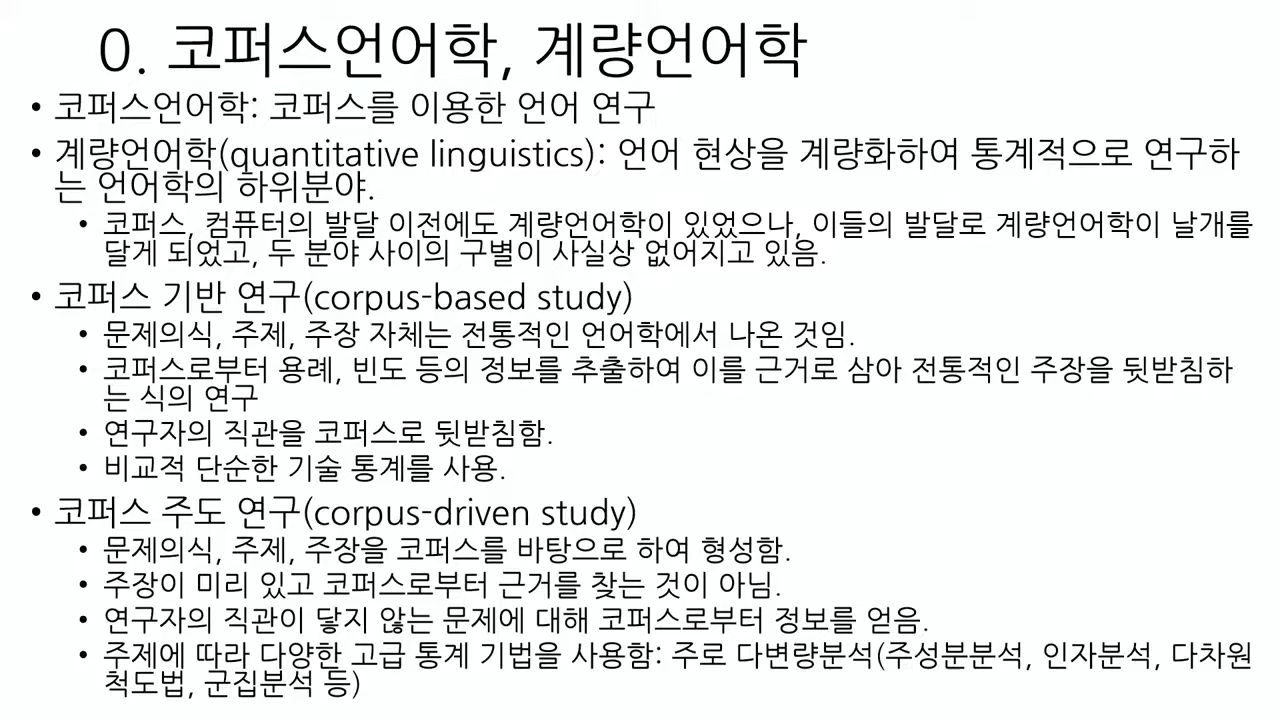 0. 코퍼스언어학, 계량언어학
• 코퍼스언어학: 코퍼스를 이용한 언어 연구
• 계량언어학(quantitative linguistics): 언어 현상을 계량화하여 통계적으로 연구하
는 언어학의 하위분야.
• 코퍼스, 컴퓨터의 발달 이전에도 계량언어학이 있었으나, 이들의 발달로 계량언어학이 날개를
달게 되었고, 두 분야 사이의 구별이 사실상 없어지고 있음.
• 코퍼스 기반 연구(corpus-based study)
• 문제의식, 주제, 주장 자체는 전통적인 언어학에서 나온 것임.
• 코퍼스로부터 용례, 빈도 등의 정보를 추출하여 이를 근거로 삼아 전통적인 주장을 뒷받침하
는 식의 연구
• 연구자의 직관을 코퍼스로 뒷받침함.
• 비교적 단순한 기술 통계를 사용.
• 코퍼스 주도 연구(corpus-driven study)
• 문제의식, 주제, 주장을 코퍼스를 바탕으로 하여 형성함.
• 주장이 미리 있고 코퍼스로부터 근거를 찾는 것이 아님.
• 연구자의 직관이 닿지 않는 문제에 대해 코퍼스로부터 정보를 얻음.
• 주제에 따라 다양한 고급 통계 기법을 사용함: 주로 다변량분석(주성분분석, 인자분석, 다차원
척도법, 군집분석 등)